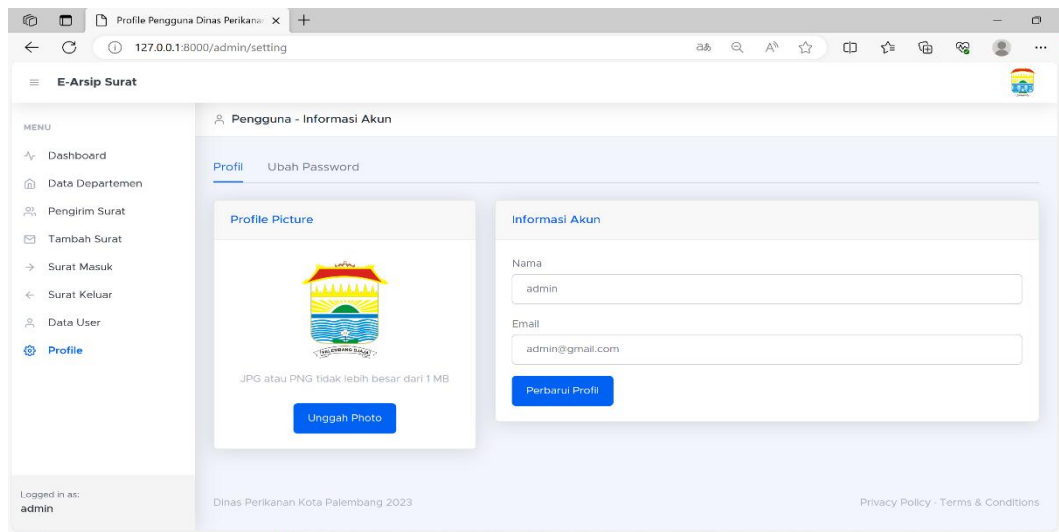 Profile Pengguna Dinas Perikanan
127.0.0.1:8000/admin/setting
E-Arsip Surat
MENU
Dashboard
Data Departemen
Pengirim Surat
Tambah Surat
Surat Masuk
Surat Keluar
Data User
Profile
Logged in as:
admin
Pengguna - Informasi Akun
Profil Ubah Password
Profile Picture
PALEMBANG DARUSSALAM
JPG atau PNG tidak lebih besar dari 1 MB
Unggah Photo
Informasi Akun
Nama
admin
Email
admin@gmail.com
Perbarui Profil
Dinas Perikanan Kota Palembang 2023
Privacy Policy · Terms & Conditions